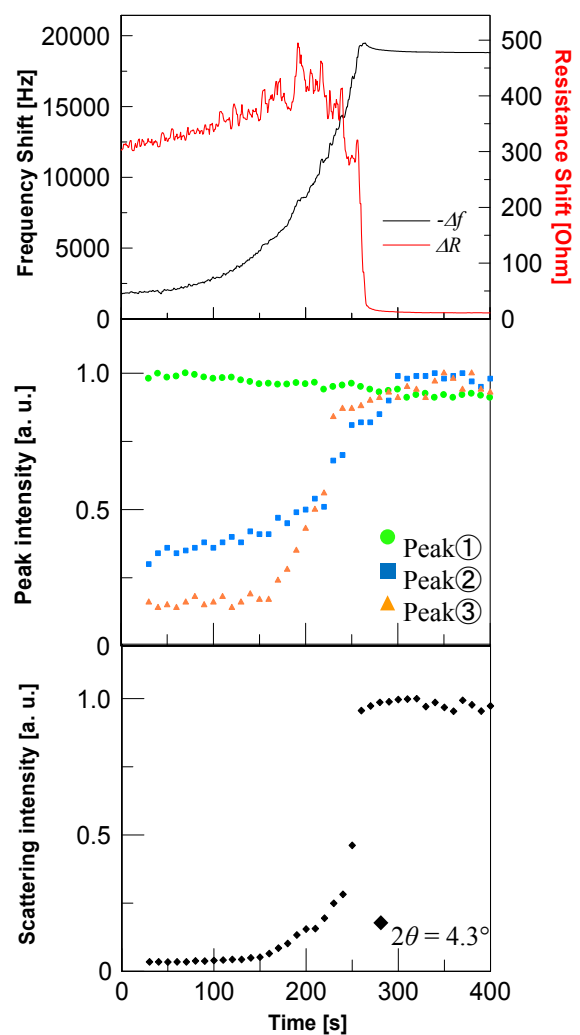 Frequency Shift [Hz]
20000
15000
10000
5000
0
500
400
300
200
100
0
Resistance Shift [Ohm]
-Δf
ΔR
Peak intensity [a. u.]
1.0
0.5
0
Peak①
Peak②
Peak③
Scattering intensity [a. u.]
1.0
0.5
0
2θ = 4.3°
0 100 200 300 400
Time [s]